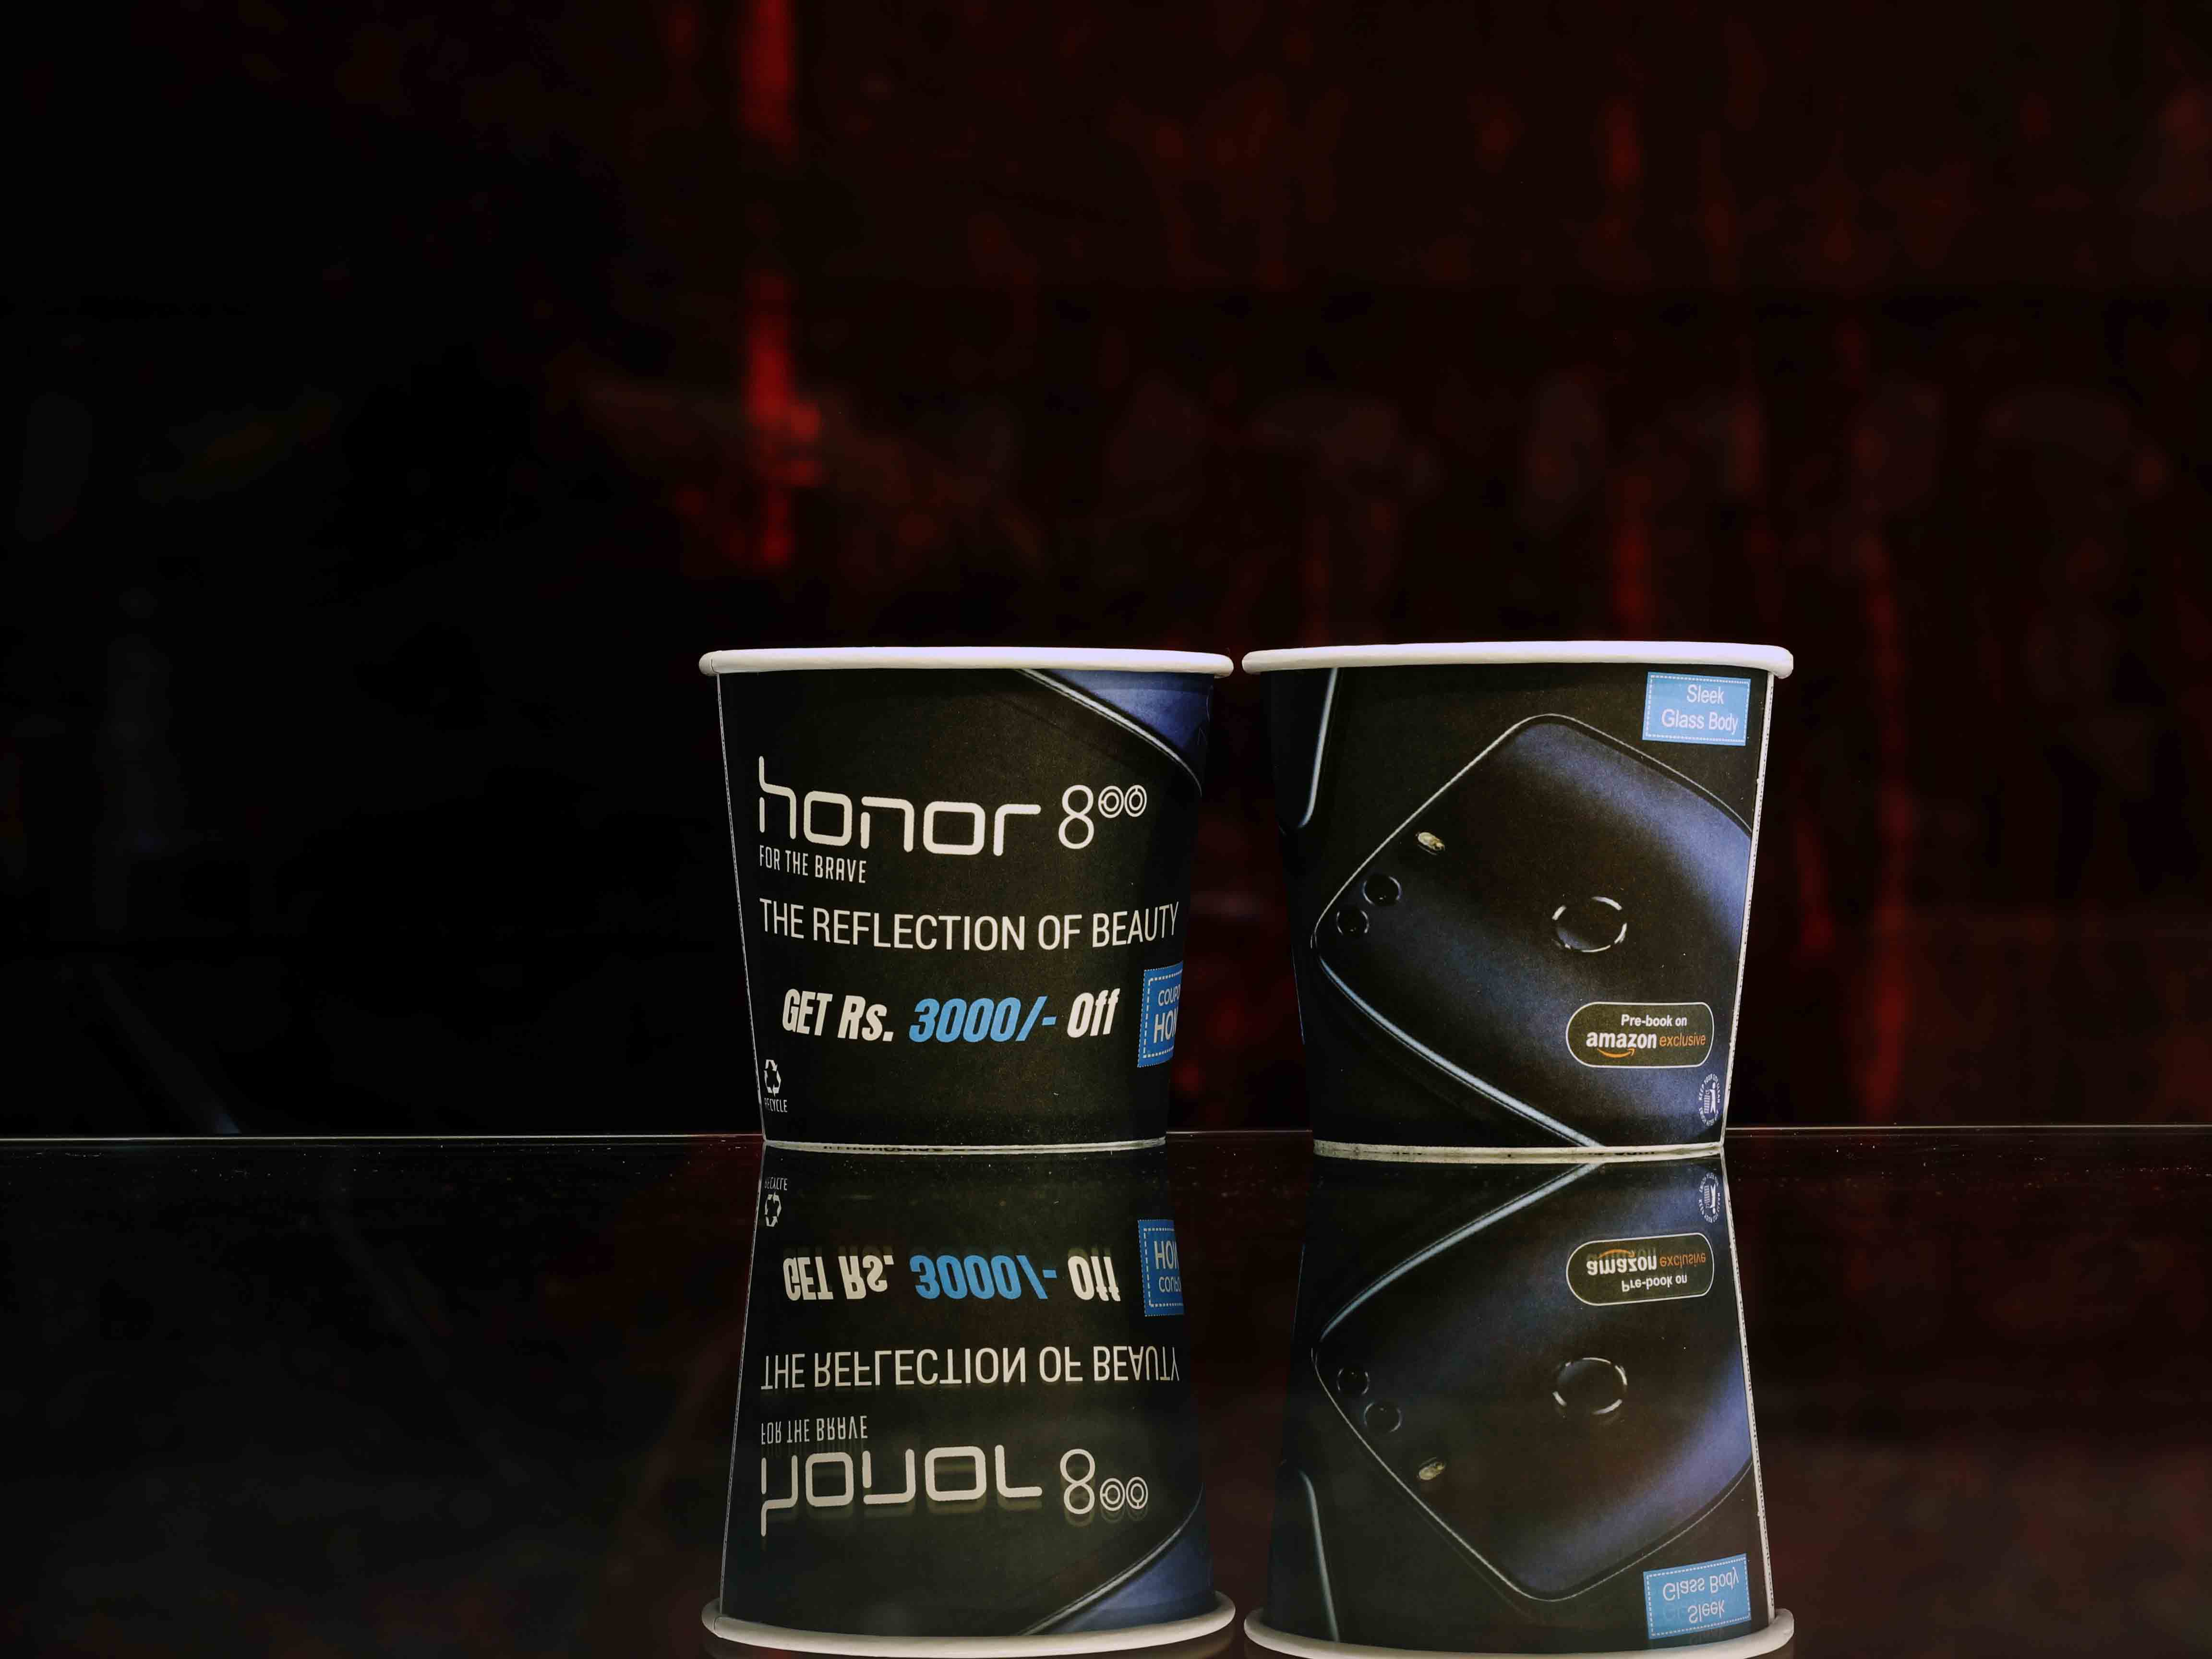 honor 8
FOR THE BRAVE
THE REFLECTION OF BEAUTY
GET Rs. 3000/- Off
RECYCLE
Sleek
Glass Body
Pre-book on
amazon exclusive